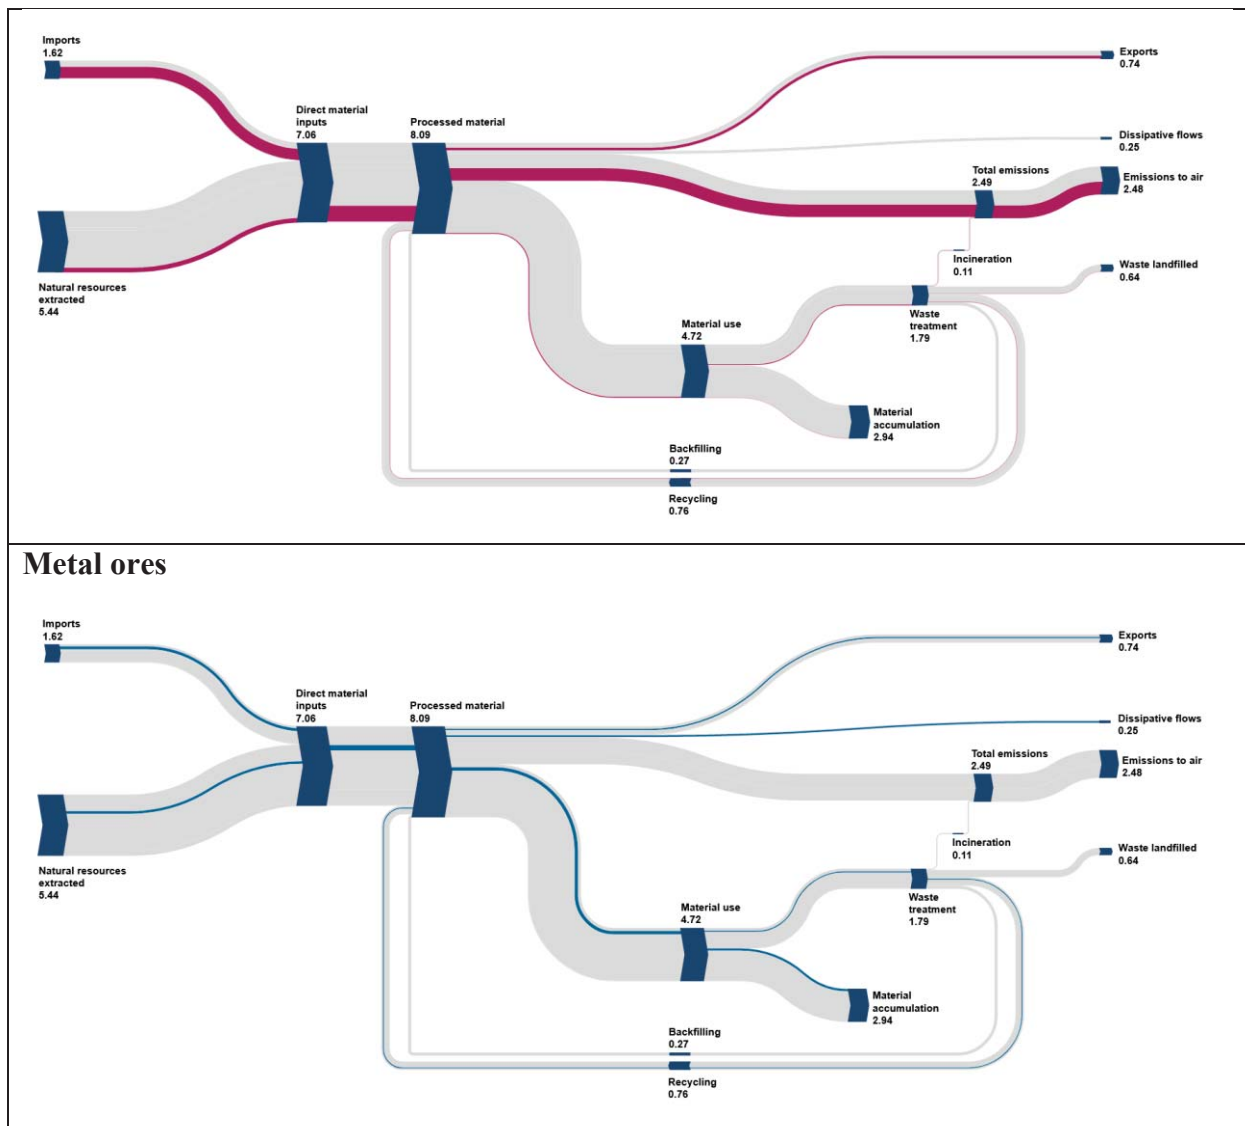 Imports
1.62
Exports
0.74
Direct material
inputs
7.06
Processed material
8.09
Dissipative flows
0.25
Total emissions
2.49
Emissions to air
2.48
Incineration
0.11
Waste landfilled
0.64
Natural resources
extracted
5.44
Waste
treatment
1.79
Material use
4.72
Material
accumulation
2.94
Backfilling
0.27
Recycling
0.76
Metal ores
Imports
1.62
Exports
0.74
Direct material
inputs
7.06
Processed material
8.09
Dissipative flows
0.25
Total emissions
2.49
Emissions to air
2.48
Incineration
0.11
Waste landfilled
0.64
Natural resources
extracted
5.44
Waste
treatment
1.79
Material use
4.72
Material
accumulation
2.94
Backfilling
0.27
Recycling
0.76